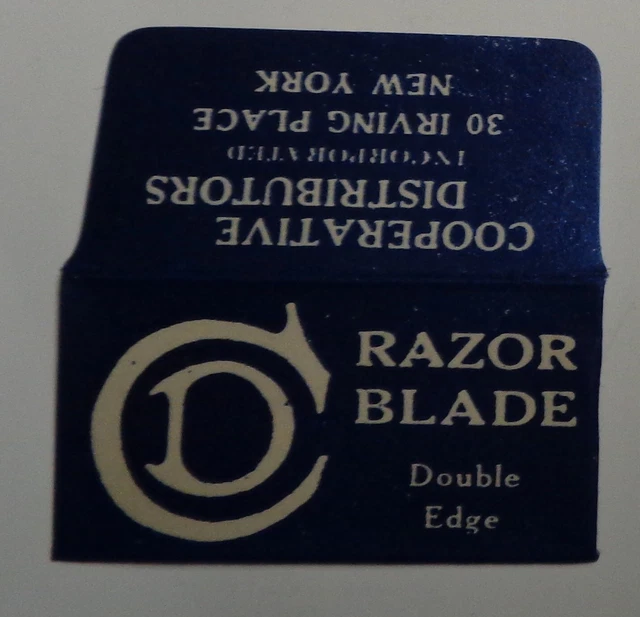 COOPERATIVE
DISTRIBUTORS
INCORPORATED
30 IRVING PLACE
NEW YORK
CD
RAZOR
BLADE
Double
Edge